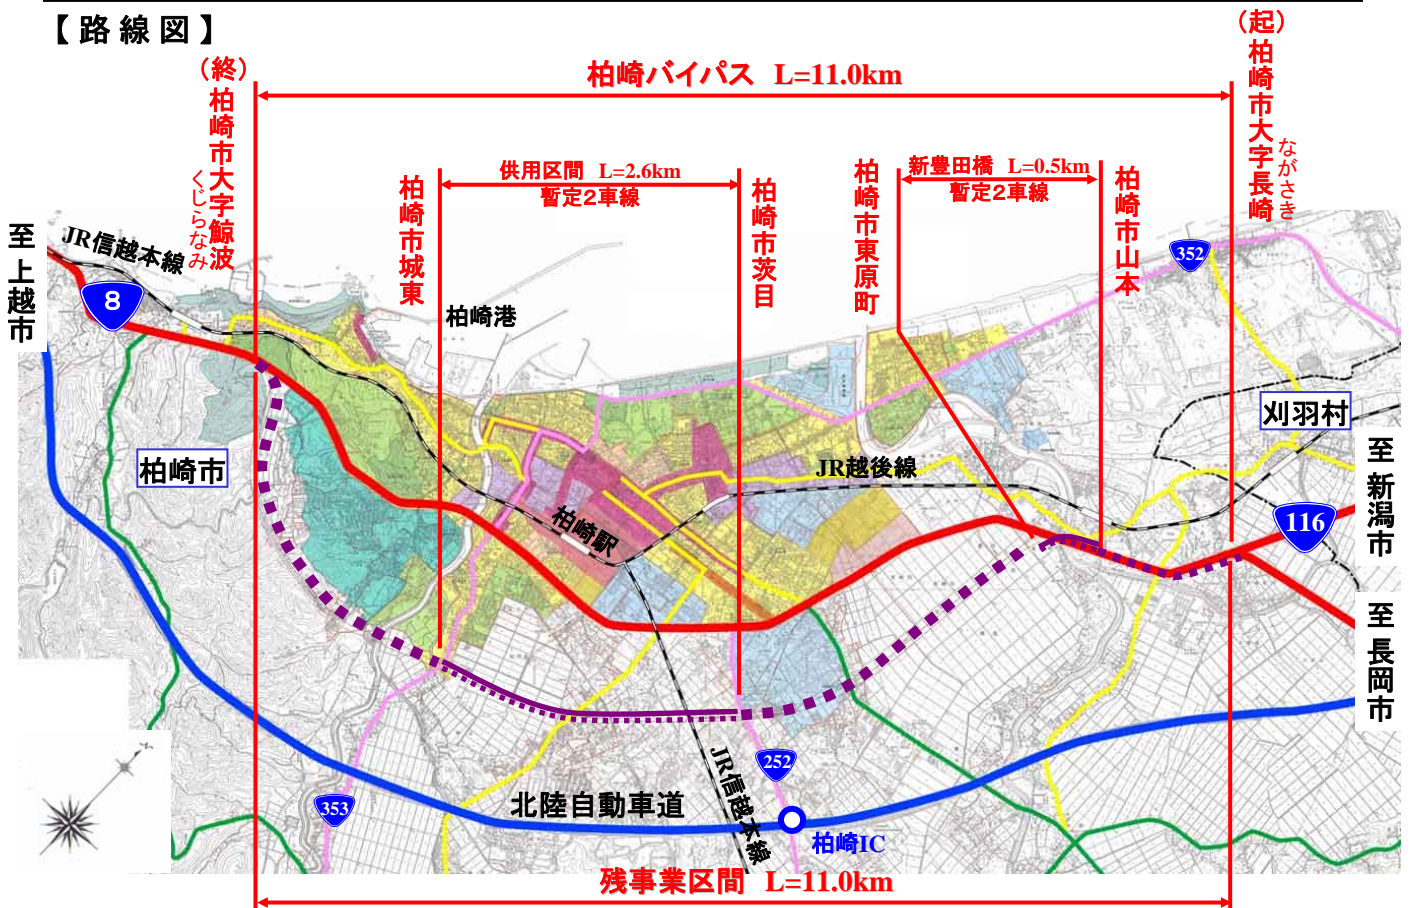 【路線図】
(起)
柏崎市大字長崎
ながさき
(終)
柏崎市大字鯨波
くじらなみ
柏崎バイパス L=11.0km
供用区間 L=2.6km
暫定2車線
新豊田橋 L=0.5km
暫定2車線
柏崎市城東
柏崎市茨目
柏崎市東原町
柏崎市山本
至上越市
JR信越本線
8
柏崎港
352
刈羽村
柏崎市
JR越後線
至新潟市
116
柏崎駅
至長岡市
JR信越本線
252
353
北陸自動車道
柏崎IC
残事業区間 L=11.0km